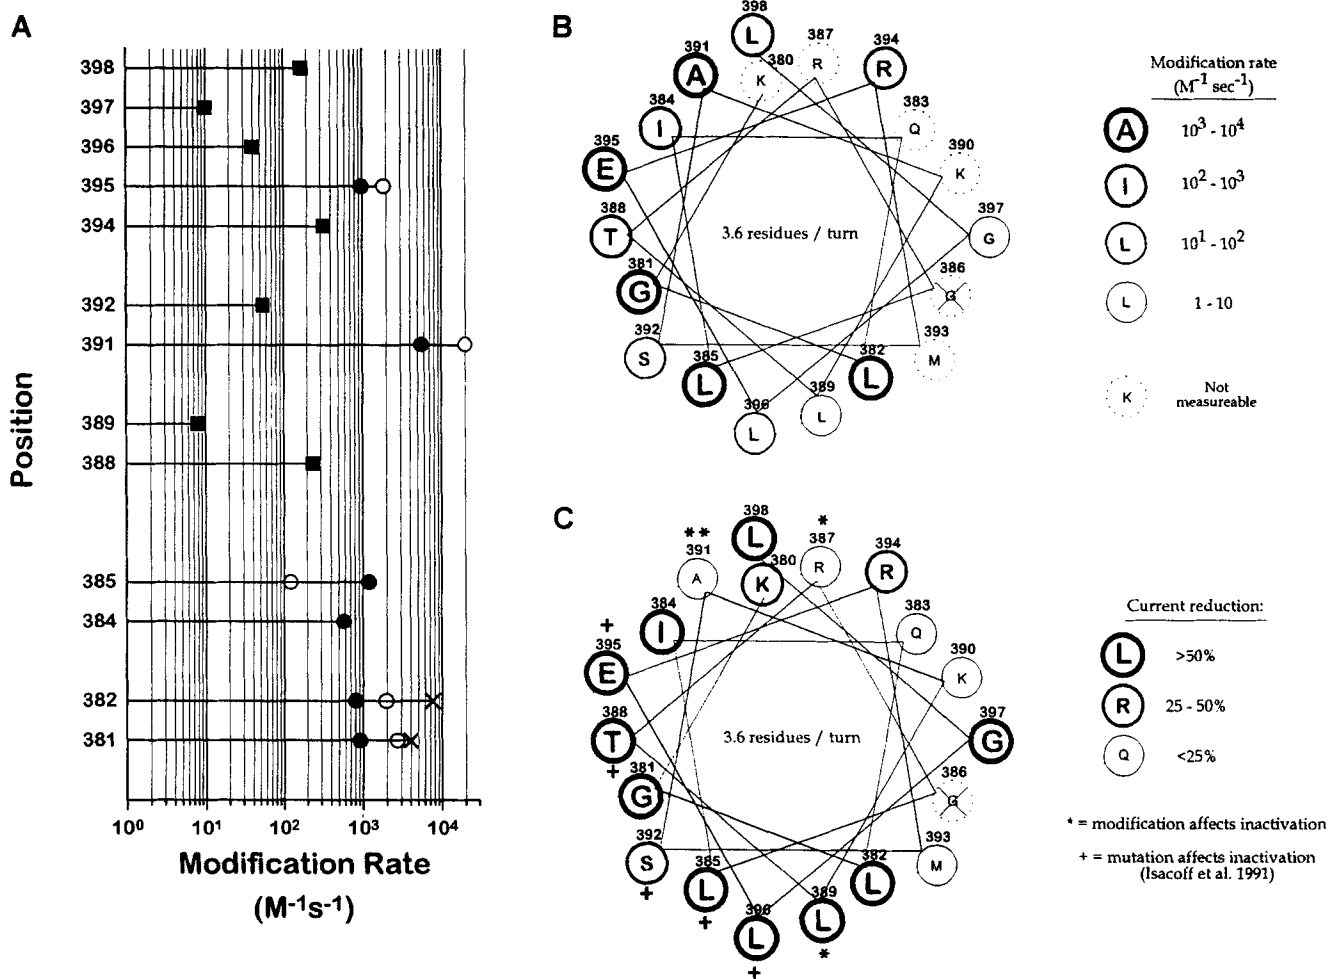 A
398
397
396
395
394
392
391
389
388
385
384
382
381
Position
10⁰ 10¹ 10² 10³ 10⁴
Modification Rate
(M⁻¹s⁻¹)
B
398
L
387
R
394
R
391
A
380
K
384
I
383
Q
395
E
390
K
388
T
3.6 residues / turn
397
G
381
G
386
G
392
S
385
L
382
L
393
M
396
L
389
L
Modification rate
(M⁻¹ sec⁻¹)
A 10³ - 10⁴
I 10² - 10³
L 10¹ - 10²
L 1 - 10
K Not
measureable
C
398
L
**
391
A
380
K
*
387
R
394
R
384
I
383
Q
+
395
E
390
K
388
T
+
3.6 residues / turn
397
G
381
G
386
G
392
S
+
385
L
+
382
L
393
M
396
L
+
389
L
*
Current reduction:
L >50%
R 25 - 50%
Q <25%
* = modification affects inactivation
+ = mutation affects inactivation
(Isacoff et al. 1991)